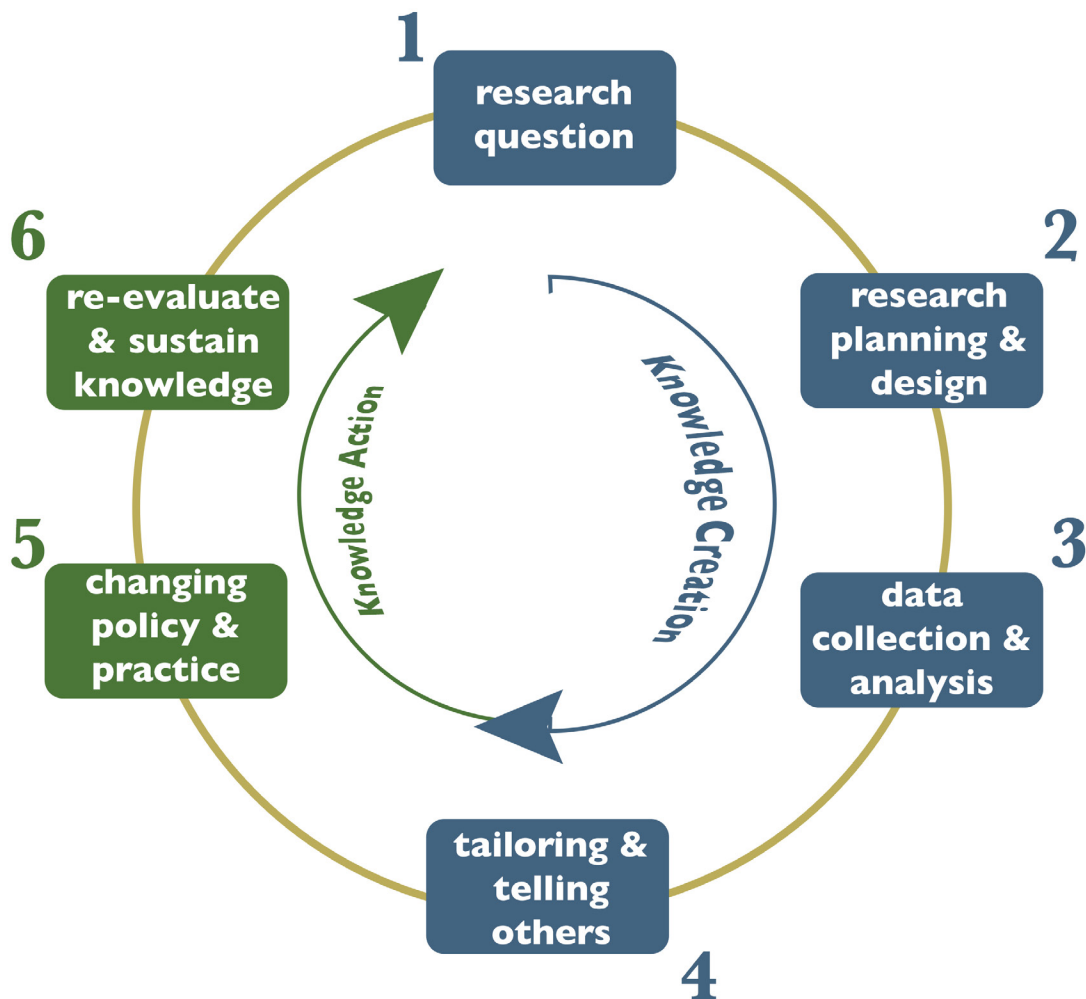 1
research
question
2
research
planning &
design
3
data
collection &
analysis
tailoring &
telling
others
4
5
changing
policy &
practice
6
re-evaluate
& sustain
knowledge
Knowledge Creation
Knowledge Action